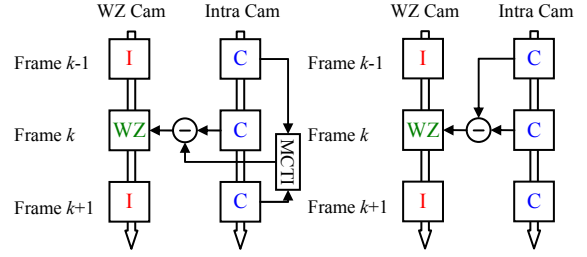 WZ Cam Intra Cam WZ Cam Intra Cam
Frame k-1 I C Frame k-1 I C
Frame k WZ − C MCTI Frame k WZ − C
Frame k+1 I C Frame k+1 I C